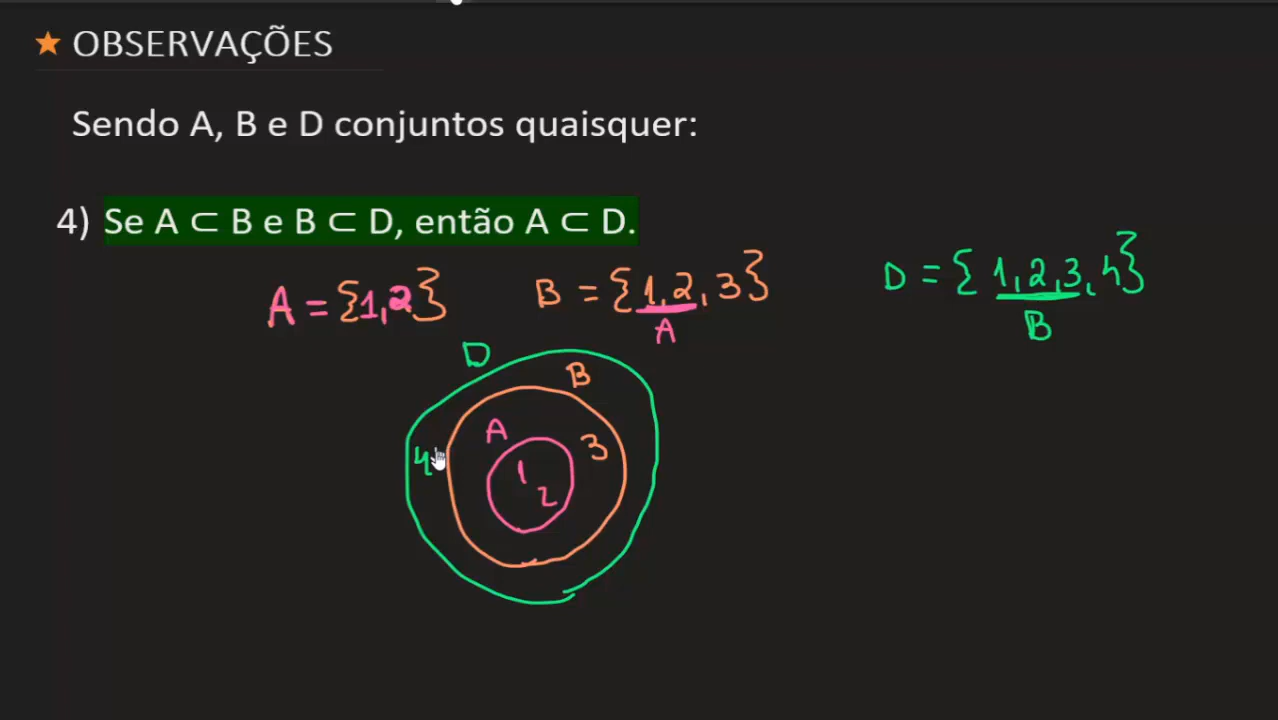 OBSERVAÇÕES
Sendo A, B e D conjuntos quaisquer:
4) Se A ⊂ B e B ⊂ D, então A ⊂ D.
A = {1,2} B = {1,2,3} D = {1,2,3,4}
A B
D
B
A
3
4
1
2